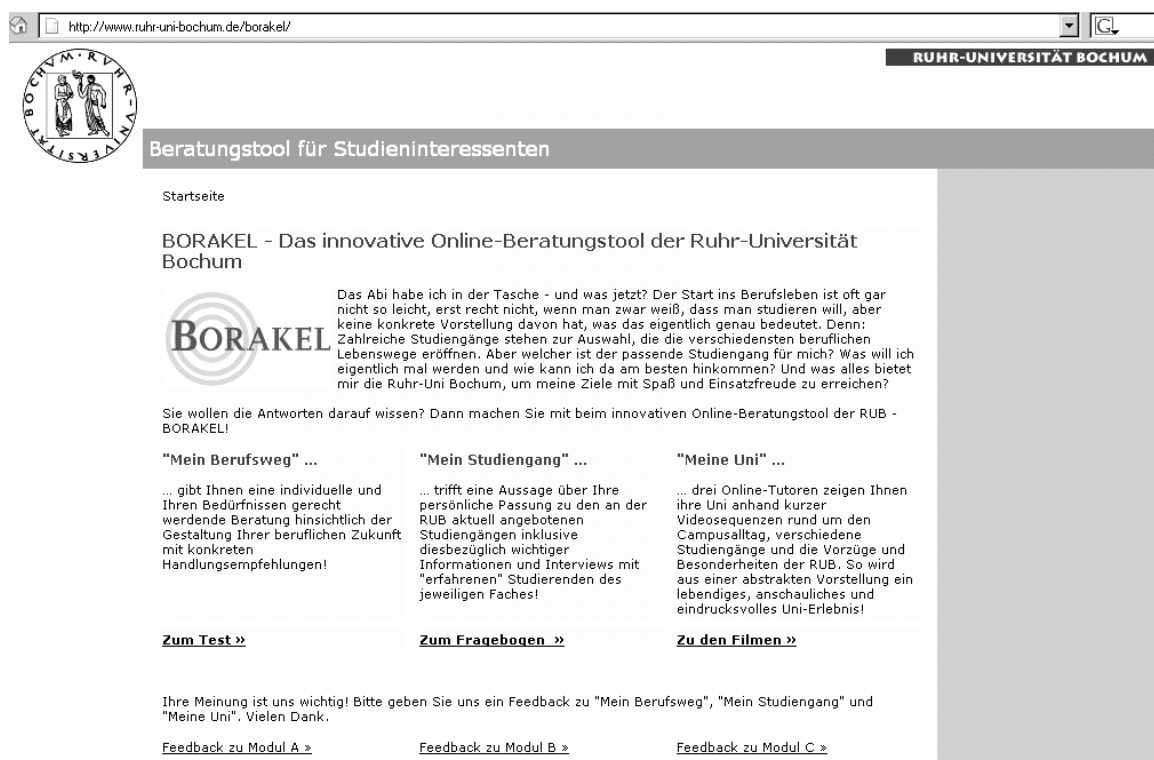 http://www.ruhr-uni-bochum.de/borakel/
G
RUHR-UNIVERSITÄT BOCHUM
RUHR-UNIVERSITÄT BOCHUM
Beratungstool für Studieninteressenten
Startseite
BORAKEL - Das innovative Online-Beratungstool der Ruhr-Universität
Bochum
BORAKEL
Das Abi habe ich in der Tasche - und was jetzt? Der Start ins Berufsleben ist oft gar
nicht so leicht, erst recht nicht, wenn man zwar weiß, dass man studieren will, aber
keine konkrete Vorstellung davon hat, was das eigentlich genau bedeutet. Denn:
Zahlreiche Studiengänge stehen zur Auswahl, die die verschiedensten beruflichen
Lebenswege eröffnen. Aber welcher ist der passende Studiengang für mich? Was will ich
eigentlich mal werden und wie kann ich da am besten hinkommen? Und was alles bietet
mir die Ruhr-Uni Bochum, um meine Ziele mit Spaß und Einsatzfreude zu erreichen?
Sie wollen die Antworten darauf wissen? Dann machen Sie mit beim innovativen Online-Beratungstool der RUB -
BORAKEL!
"Mein Berufsweg" ...
... gibt Ihnen eine individuelle und
Ihren Bedürfnissen gerecht
werdende Beratung hinsichtlich der
Gestaltung Ihrer beruflichen Zukunft
mit konkreten
Handlungsempfehlungen!
Zum Test »
"Mein Studiengang" ...
... trifft eine Aussage über Ihre
persönliche Passung zu den an der
RUB aktuell angebotenen
Studiengängen inklusive
diesbezüglich wichtiger
Informationen und Interviews mit
"erfahrenen" Studierenden des
jeweiligen Faches!
Zum Fragebogen »
"Meine Uni" ...
... drei Online-Tutoren zeigen Ihnen
ihre Uni anhand kurzer
Videosequenzen rund um den
Campusalltag, verschiedene
Studiengänge und die Vorzüge und
Besonderheiten der RUB. So wird
aus einer abstrakten Vorstellung ein
lebendiges, anschauliches und
eindrucksvolles Uni-Erlebnis!
Zu den Filmen »
Ihre Meinung ist uns wichtig! Bitte geben Sie uns ein Feedback zu "Mein Berufsweg", "Mein Studiengang" und
"Meine Uni". Vielen Dank.
Feedback zu Modul A »
Feedback zu Modul B »
Feedback zu Modul C »